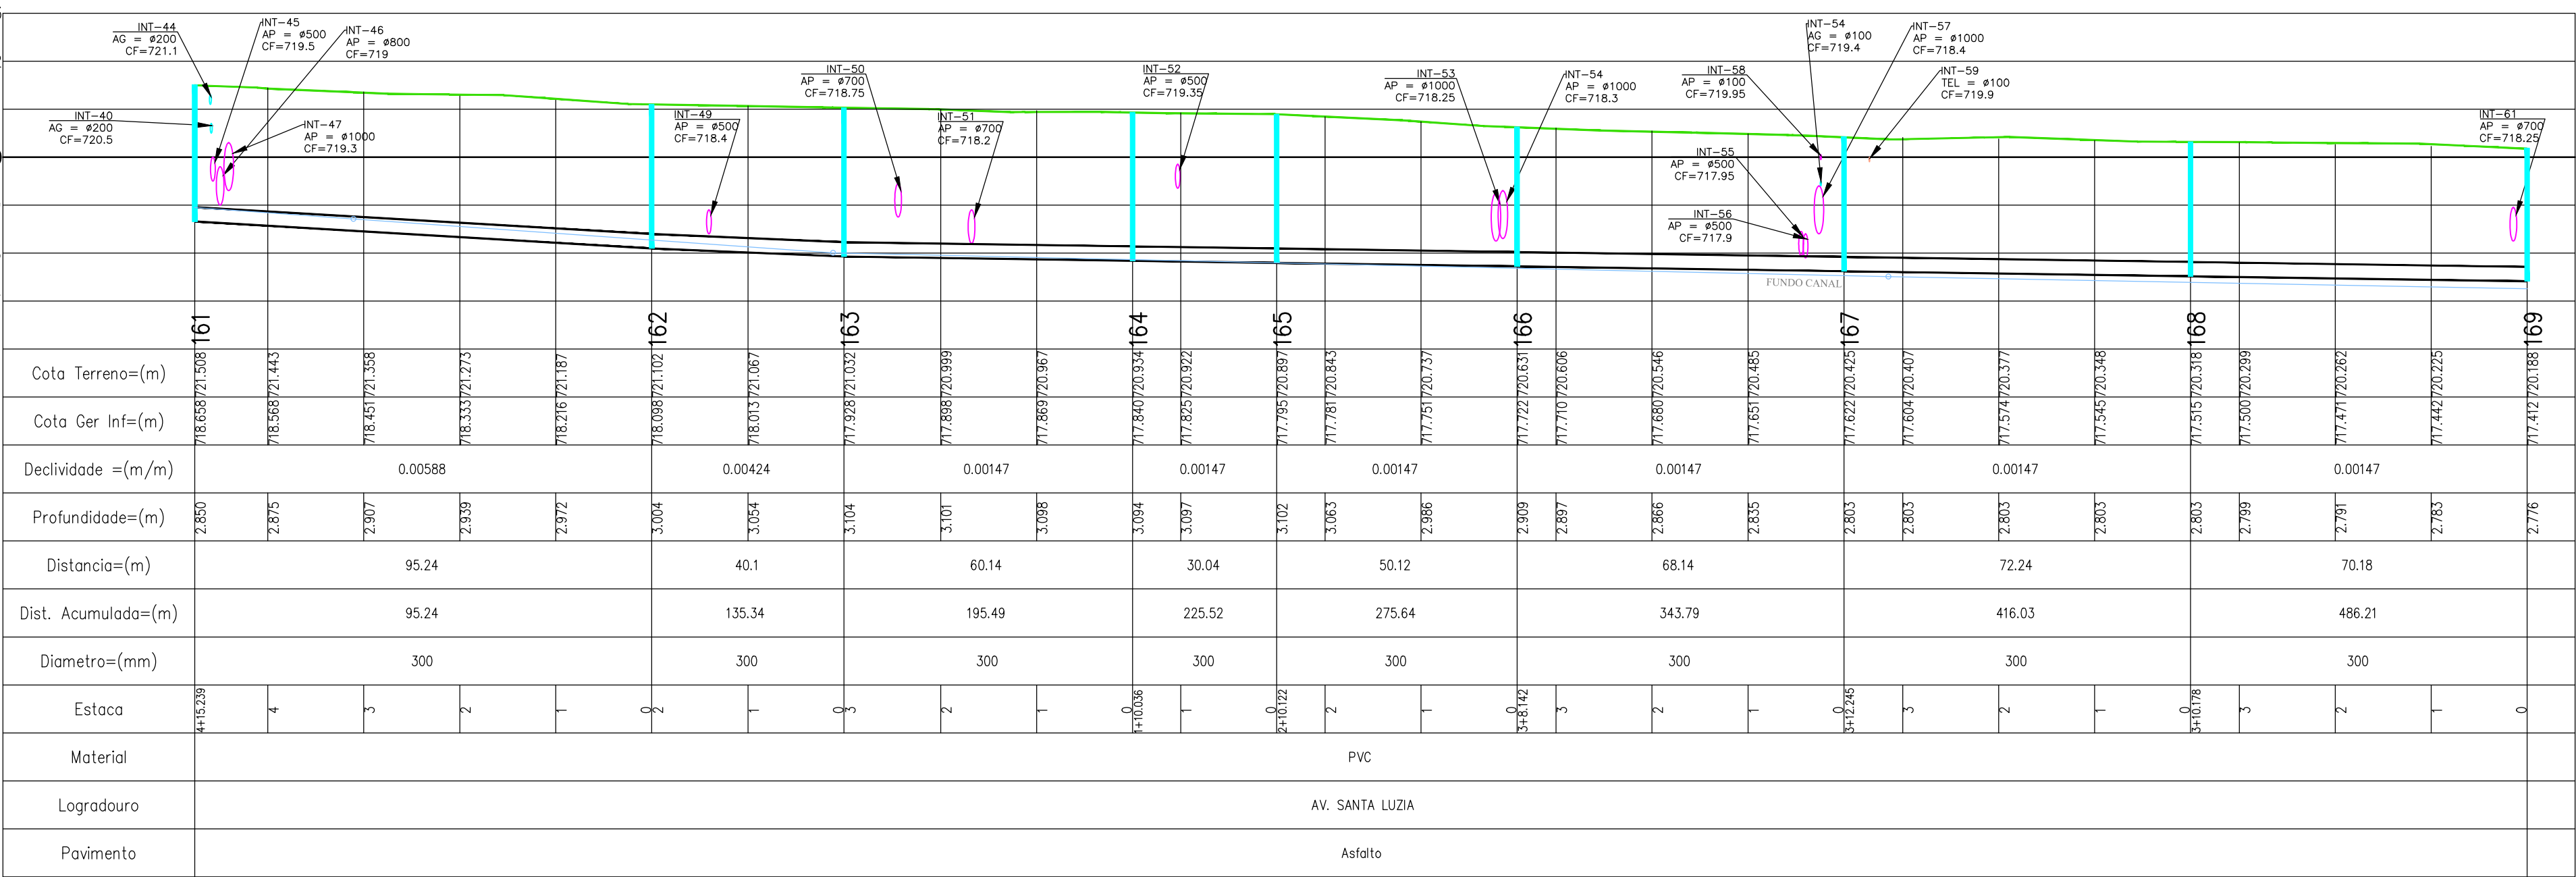 INT-44
AG = ø200
CF=721.1
INT-45
AP = ø500
CF=719.5
INT-46
AP = ø800
CF=719
INT-40
AG = ø200
CF=720.5
INT-47
AP = ø1000
CF=719.3
INT-49
AP = ø500
CF=718.4
INT-50
AP = ø700
CF=718.75
INT-51
AP = ø700
CF=718.2
INT-52
AP = ø500
CF=719.35
INT-53
AP = ø1000
CF=718.25
INT-54
AP = ø1000
CF=718.3
INT-58
AP = ø100
CF=719.95
INT-54
AG = ø100
CF=719.4
INT-57
AP = ø1000
CF=718.4
INT-59
TEL = ø100
CF=719.9
INT-55
AP = ø500
CF=717.95
INT-56
AP = ø500
CF=717.9
INT-61
AP = ø700
CF=718.25
FUNDO CANAL
161 162 163 164 165 166 167 168 169
Cota Terreno=(m) 721.508 721.443 721.358 721.273 721.187 721.102 721.067 721.032 720.999 720.967 720.934 720.922 720.897 720.843 720.737 720.631 720.606 720.546 720.485 720.425 720.407 720.377 720.348 720.318 720.299 720.262 720.225 720.188
Cota Ger Inf=(m) 718.658 718.568 718.451 718.333 718.216 718.098 718.013 717.928 717.898 717.869 717.840 717.825 717.795 717.781 717.751 717.722 717.710 717.680 717.651 717.622 717.604 717.574 717.545 717.515 717.500 717.471 717.442 717.412
Declividade =(m/m) 0.00588 0.00424 0.00147 0.00147 0.00147 0.00147 0.00147 0.00147
Profundidade=(m) 2.850 2.875 2.907 2.939 2.972 3.004 3.054 3.104 3.101 3.098 3.094 3.097 3.102 3.063 2.986 2.909 2.897 2.866 2.835 2.803 2.803 2.803 2.803 2.803 2.799 2.791 2.783 2.776
Distancia=(m) 95.24 40.1 60.14 30.04 50.12 68.14 72.24 70.18
Dist. Acumulada=(m) 95.24 135.34 195.49 225.52 275.64 343.79 416.03 486.21
Diametro=(mm) 300 300 300 300 300 300 300 300
Estaca 4+15.239 4 3 2 1 0 2 1 0 3 2 1 0 1+10.036 1 0 2+10.122 2 1 0 3+8.142 3 2 1 0 3+12.245 3 2 1 0 3+10.178 3 2 1 0
Material PVC
Logradouro AV. SANTA LUZIA
Pavimento Asfalto